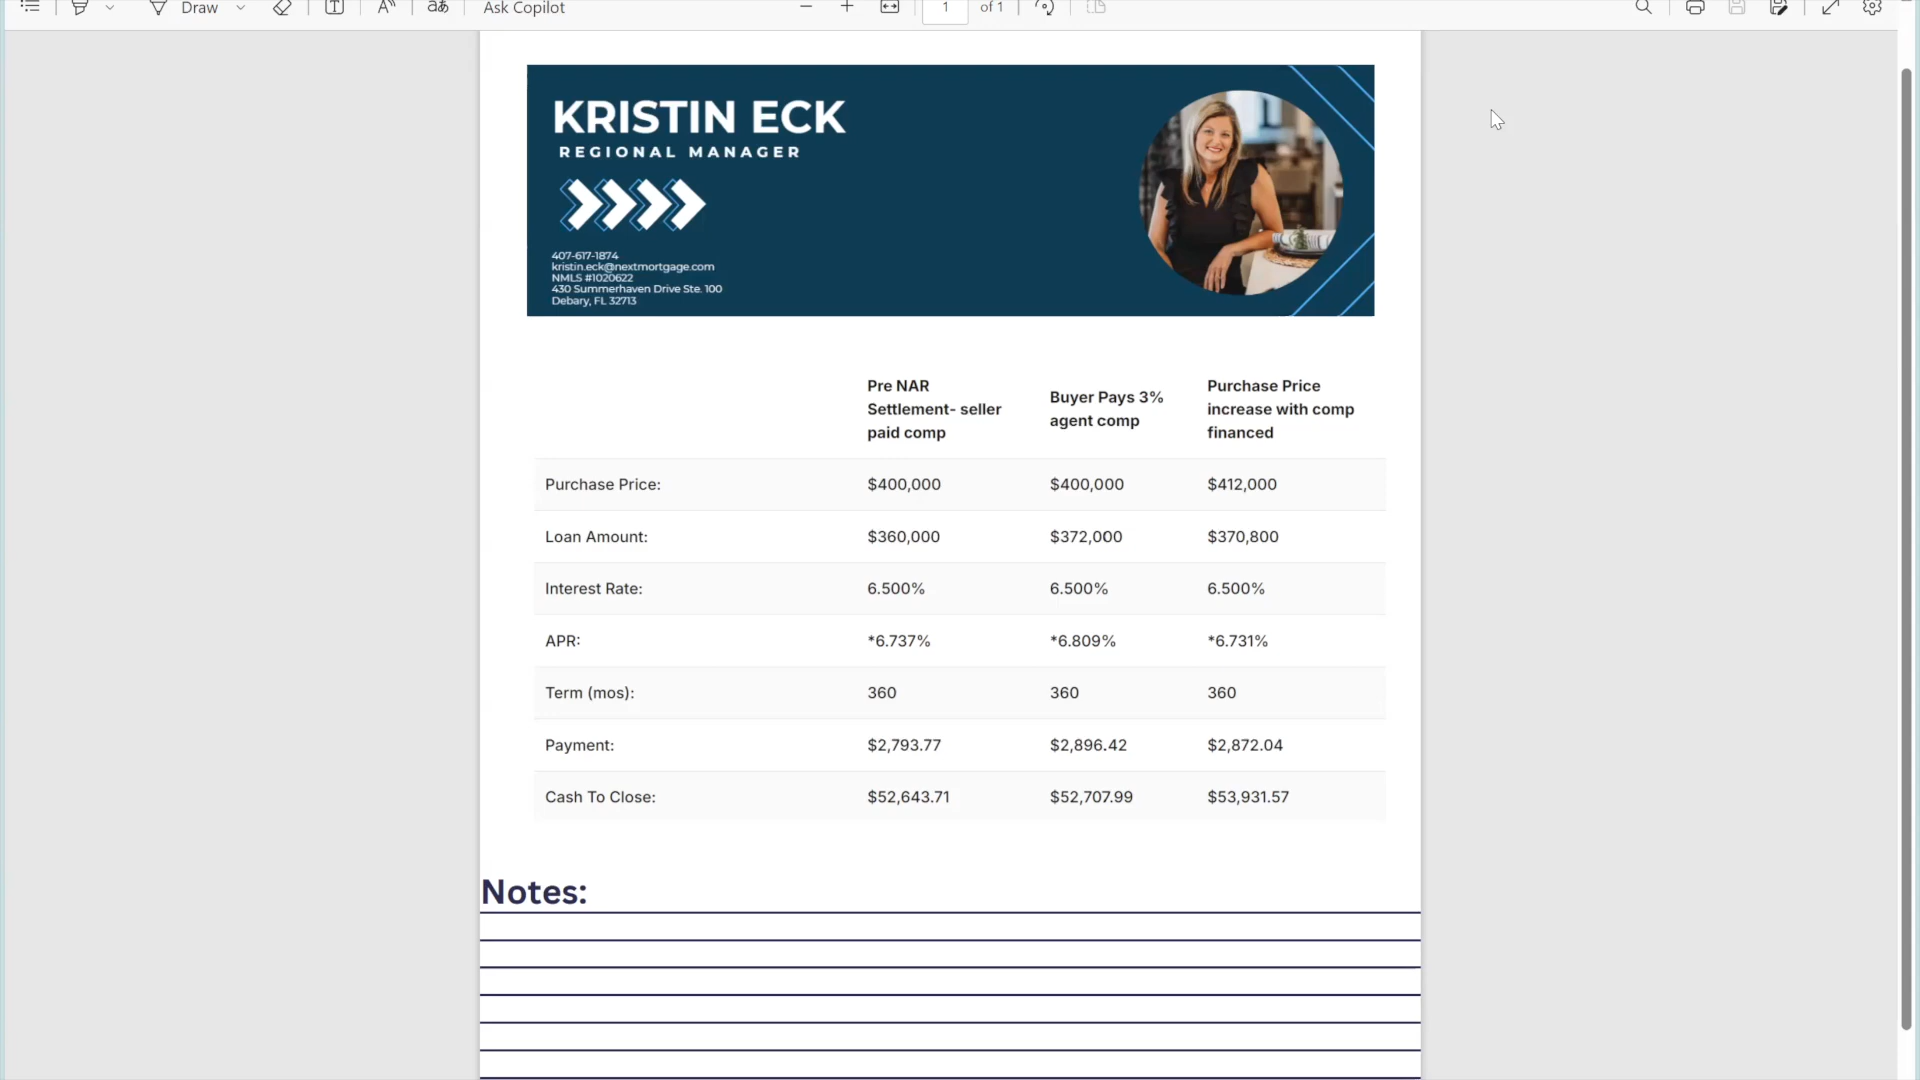 Draw
Ask Copilot
1 of 1
KRISTIN ECK
REGIONAL MANAGER
407-617-1874
kristin.eck@nextmortgage.com
NMLS #1020622
430 Summerhaven Drive Ste. 100
Debary, FL 32713
Pre NAR
Settlement- seller
paid comp
Buyer Pays 3%
agent comp
Purchase Price
increase with comp
financed
Purchase Price: $400,000 $400,000 $412,000
Loan Amount: $360,000 $372,000 $370,800
Interest Rate: 6.500% 6.500% 6.500%
APR: *6.737% *6.809% *6.731%
Term (mos): 360 360 360
Payment: $2,793.77 $2,896.42 $2,872.04
Cash To Close: $52,643.71 $52,707.99 $53,931.57
Notes: